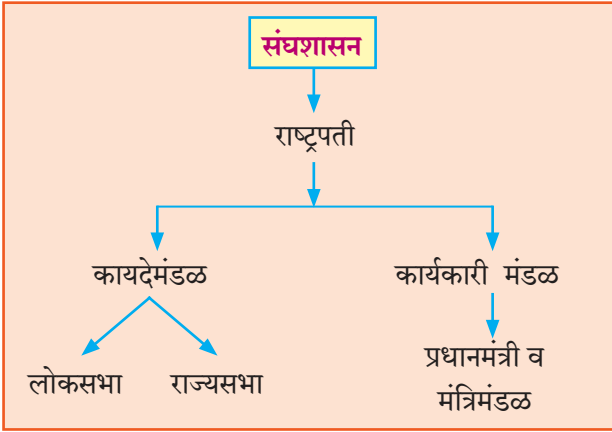 संघशासन
राष्ट्रपती
कायदेमंडळ
कार्यकारी मंडळ
लोकसभा
राज्यसभा
प्रधानमंत्री व
मंत्रिमंडळ